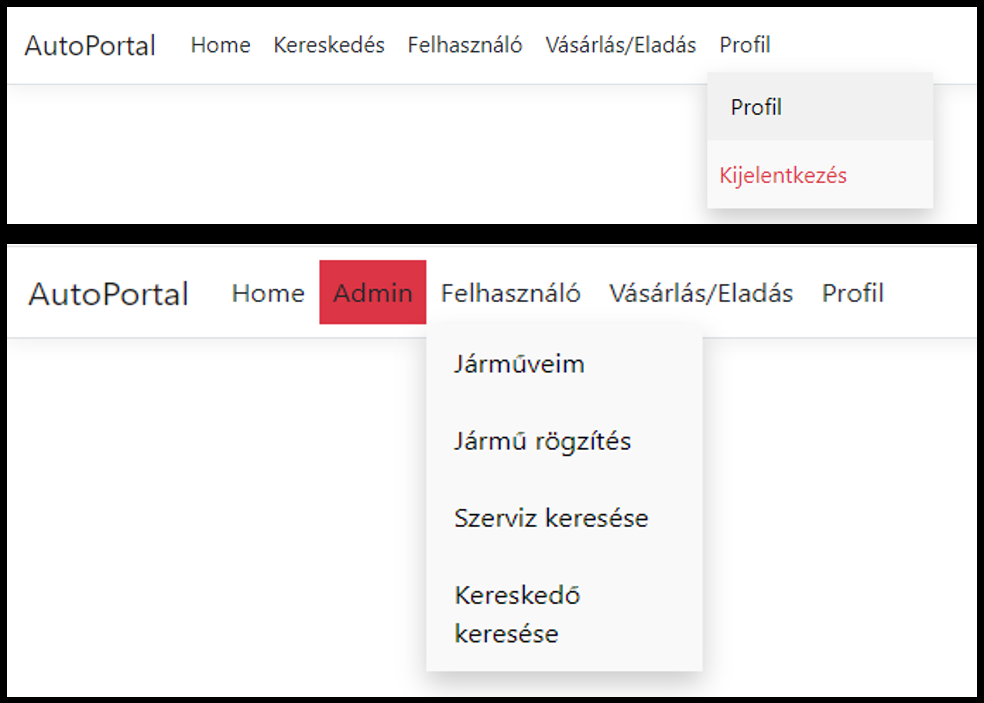 AutoPortal Home Kereskedés Felhasználó Vásárlás/Eladás Profil
Profil
Kijelentkezés
AutoPortal Home Admin Felhasználó Vásárlás/Eladás Profil
Járműveim
Jármű rögzítés
Szerviz keresése
Kereskedő
keresése